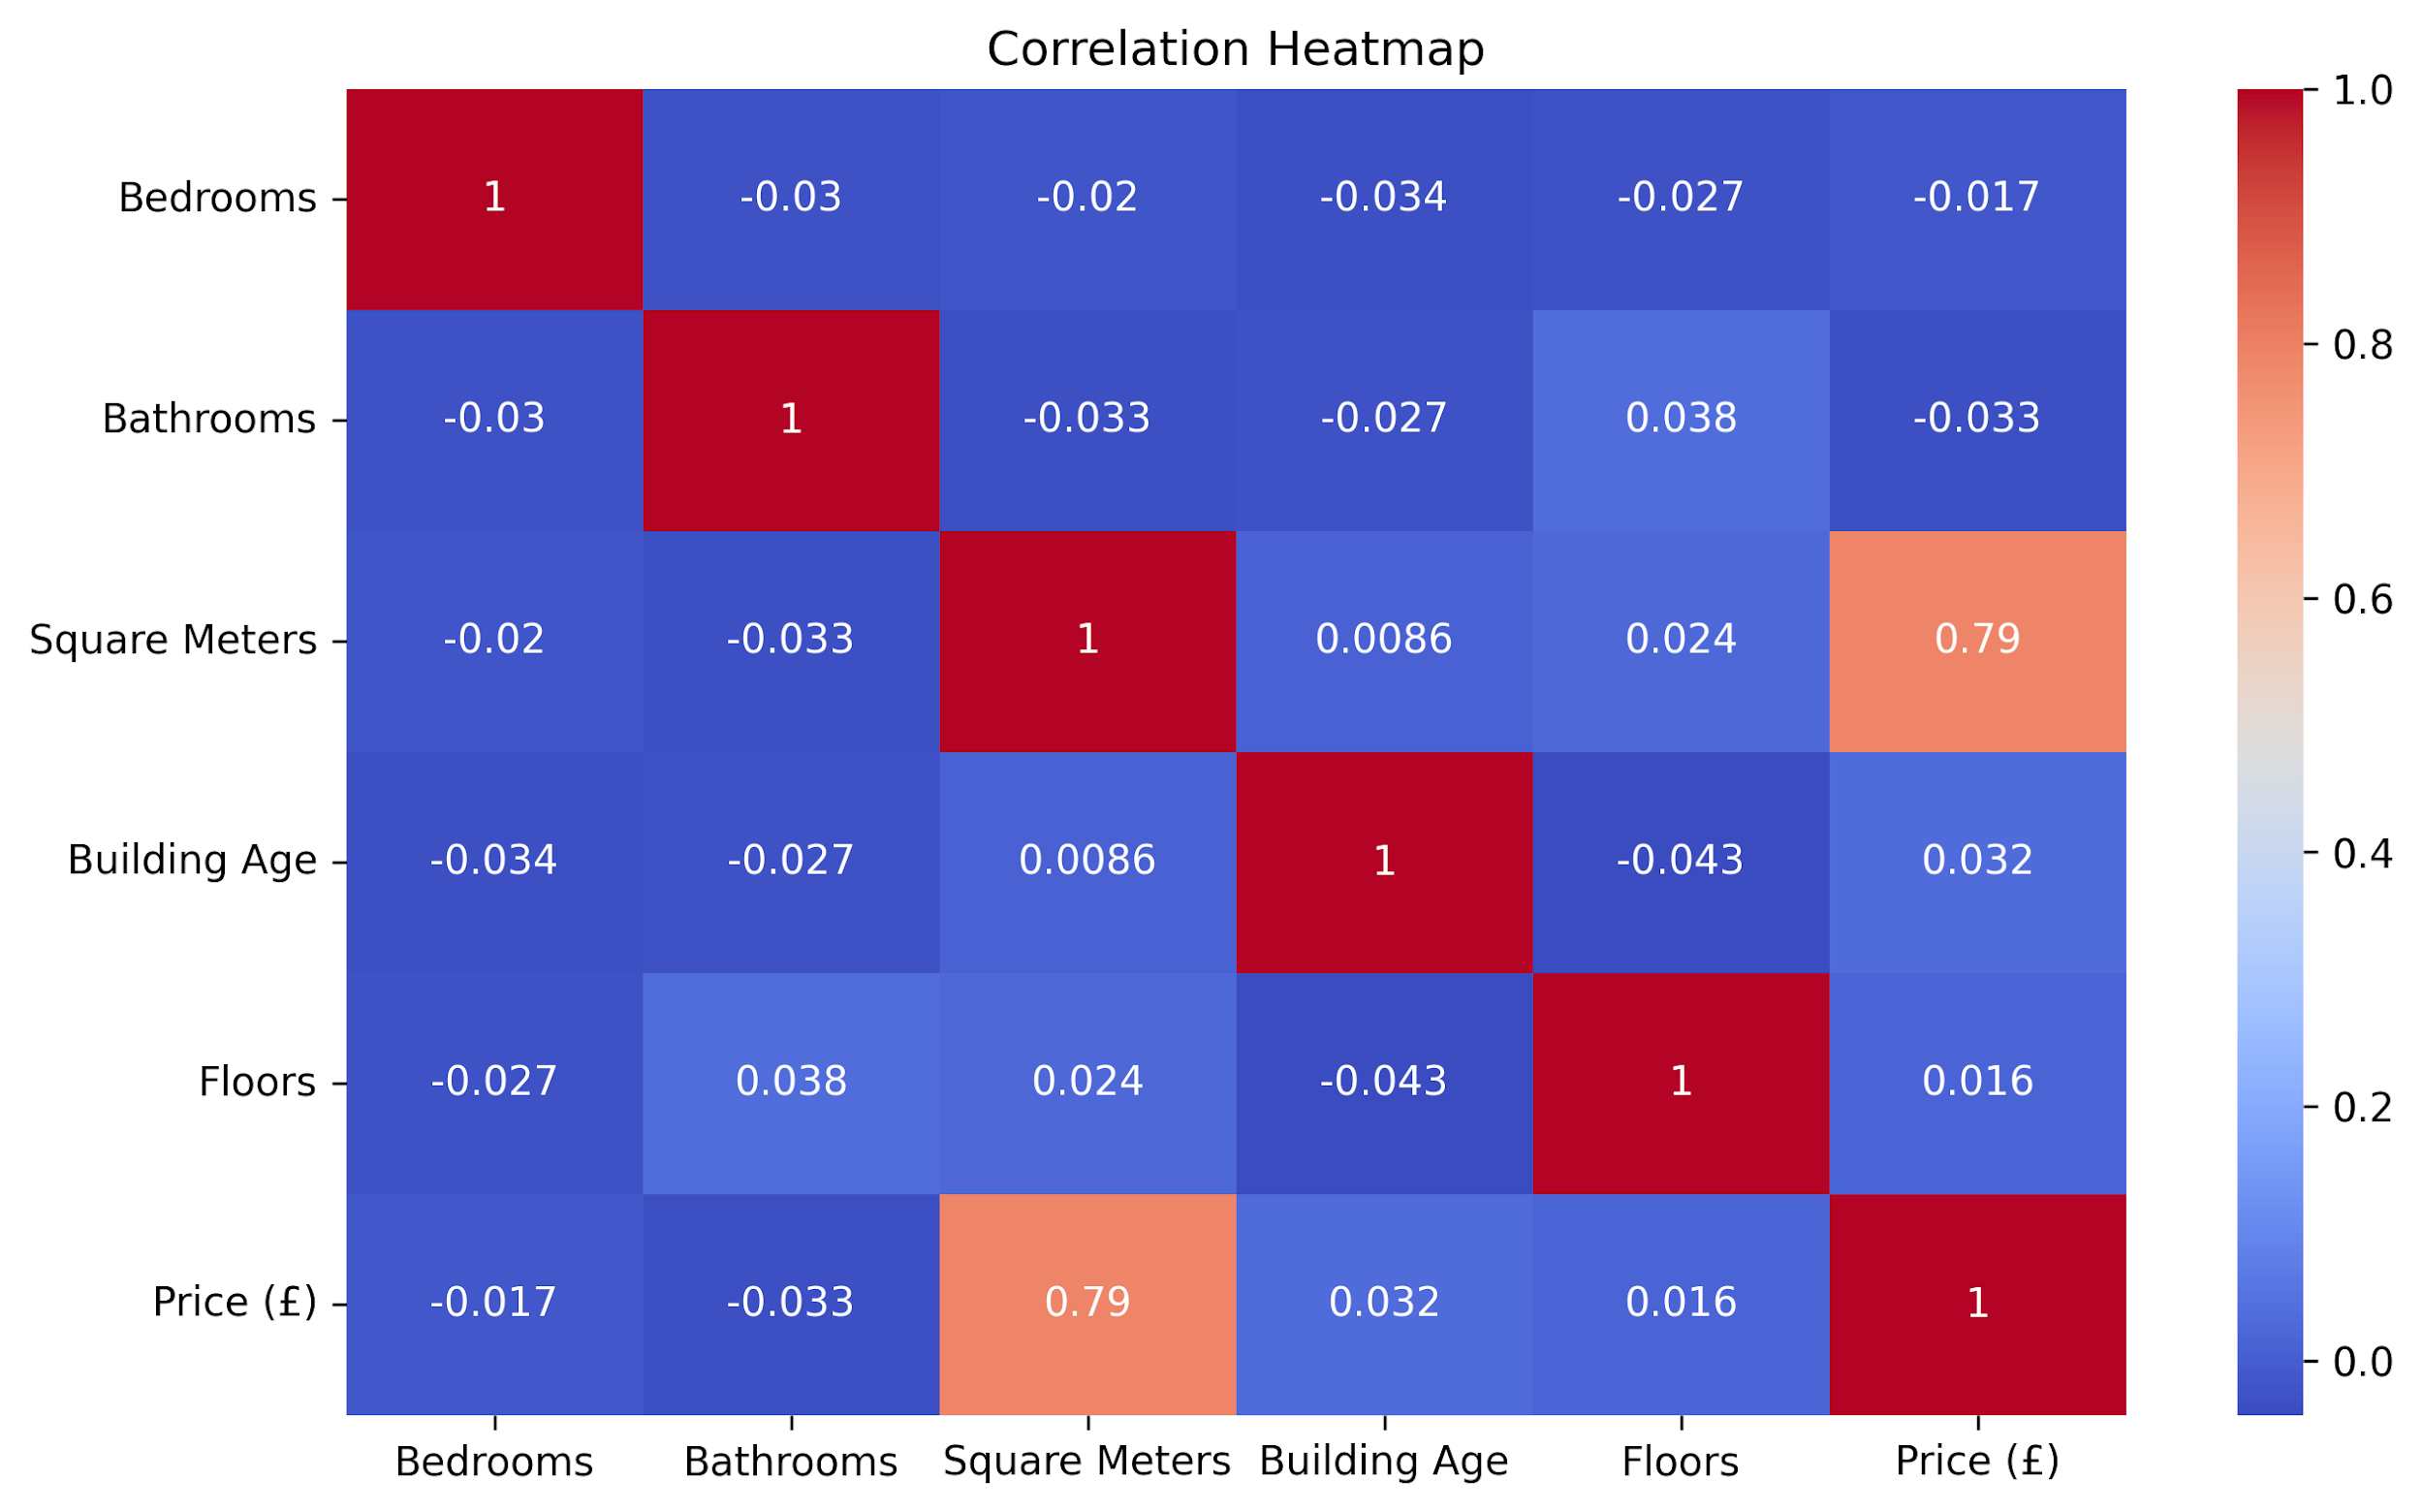 Correlation Heatmap
Bedrooms 1 -0.03 -0.02 -0.034 -0.027 -0.017
Bathrooms -0.03 1 -0.033 -0.027 0.038 -0.033
Square Meters -0.02 -0.033 1 0.0086 0.024 0.79
Building Age -0.034 -0.027 0.0086 1 -0.043 0.032
Floors -0.027 0.038 0.024 -0.043 1 0.016
Price (£) -0.017 -0.033 0.79 0.032 0.016 1
Bedrooms Bathrooms Square Meters Building Age Floors Price (£)
1.0
0.8
0.6
0.4
0.2
0.0